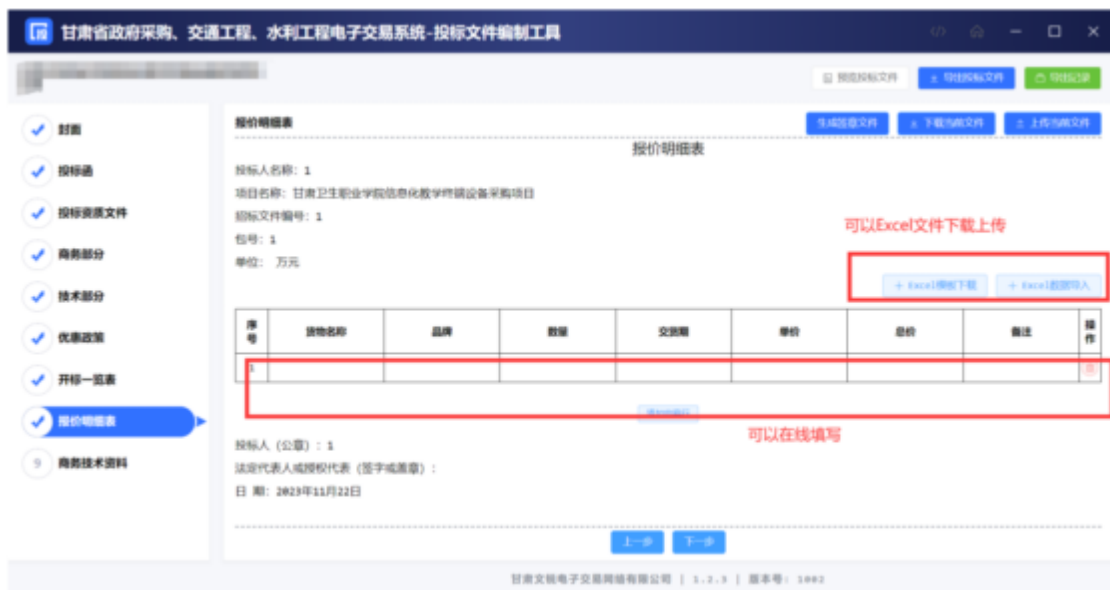 甘肃省政府采购、交通工程、水利工程电子交易系统-投标文件编制工具
预览投标文件 导出投标文件 导出记录
封面
投标函
投标资质文件
商务部分
技术部分
优惠政策
开标一览表
报价明细表
9 商务技术资料
报价明细表 生成签章文件 下载当前文件 上传当前文件
报价明细表
投标人名称: 1
项目名称: 甘肃卫生职业学院信息化教学终端设备采购项目
招标文件编号: 1
包号: 1
单位: 万元
可以Excel文件下载上传
+ Excel模板下载 + Excel数据导入
序号 货物名称 品牌 数量 交货期 单价 总价 备注 操作
1
可以在线填写
投标人 (公章) : 1
法定代表人或授权代表 (签字或盖章) :
日 期: 2023年11月22日
上一步 下一步
甘肃文锐电子交易网络有限公司 | 1.2.3 | 版本号: 1002